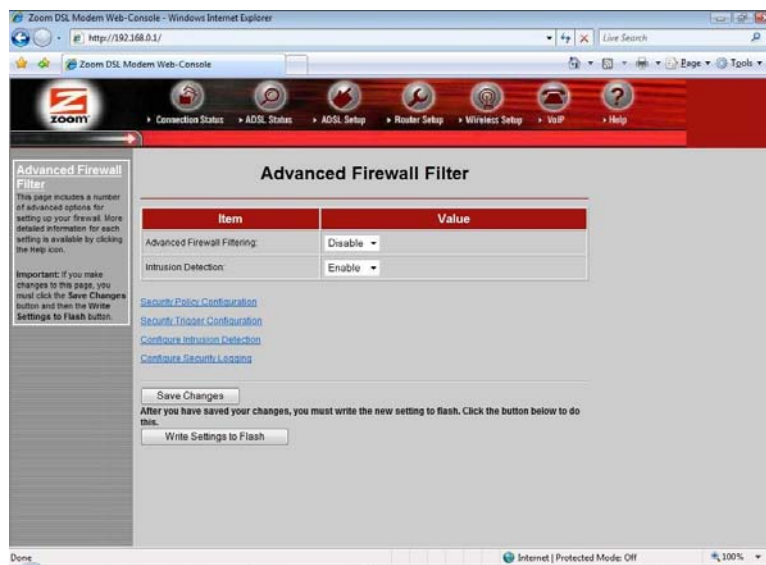 Zoom DSL Modem Web-Console - Windows Internet Explorer
http://192.168.0.1/
Live Search
Zoom DSL Modem Web-Console
Page
Tools
ZOOM
Connection Status
ADSL Status
ADSL Setup
Router Setup
Wireless Setup
VoIP
Help
Advanced Firewall
Filter
This page includes a number
of advanced options for
setting up your firewall. More
detailed information for each
setting is available by clicking
the Help icon.
Important: If you make
changes to this page, you
must click the Save Changes
button and then the Write
Settings to Flash button.
Advanced Firewall Filter
Item Value
Advanced Firewall Filtering: Disable
Intrusion Detection: Enable
Security Policy Configuration
Security Trigger Configuration
Configure Intrusion Detection
Configure Security Logging
Save Changes
After you have saved your changes, you must write the new setting to flash. Click the button below to do
this.
Write Settings to Flash
Done
Internet | Protected Mode: Off
100%